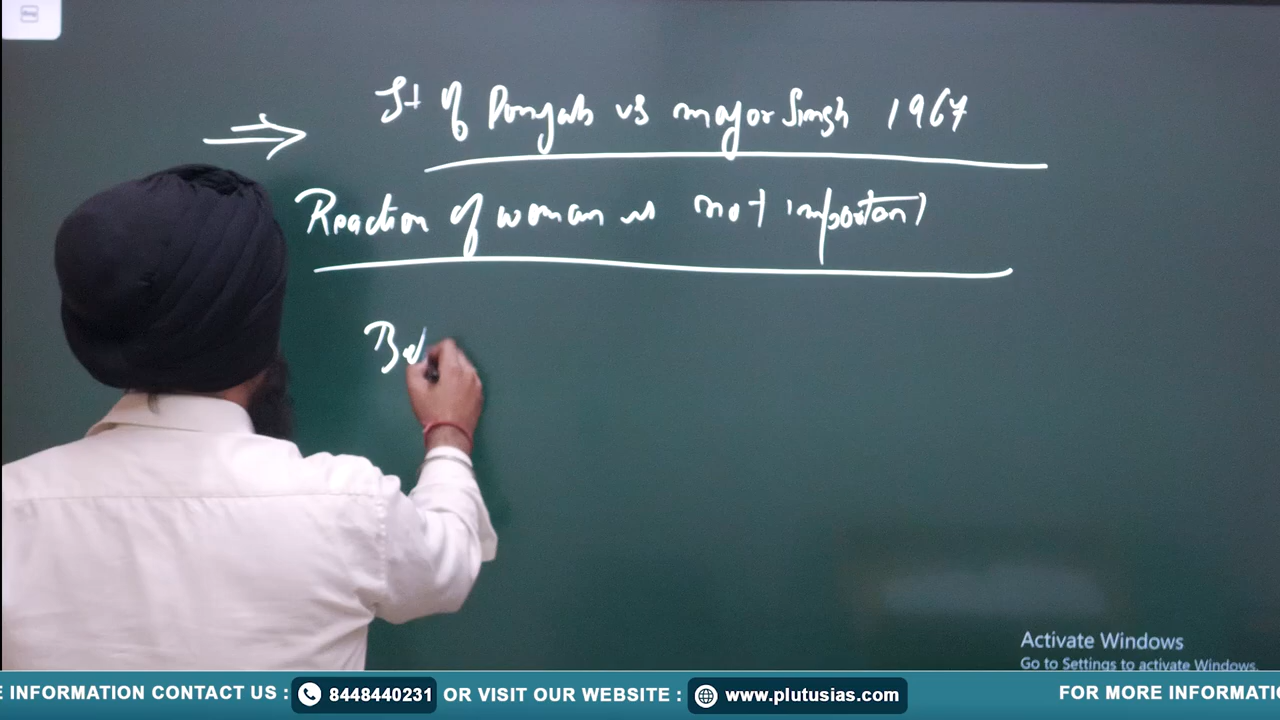 St of Punjab vs major Singh 1967
Reaction of woman is not important
Activate Windows
Go to Settings to activate Windows.
E INFORMATION CONTACT US : 8448440231 OR VISIT OUR WEBSITE : www.plutusias.com FOR MORE INFORMATIO